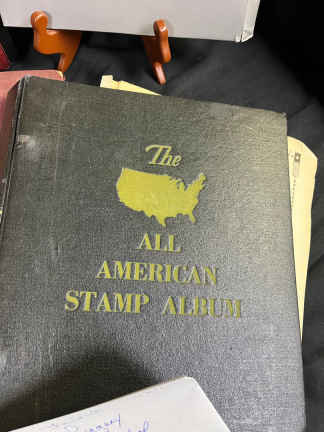 The
ALL
AMERICAN
STAMP ALBUM